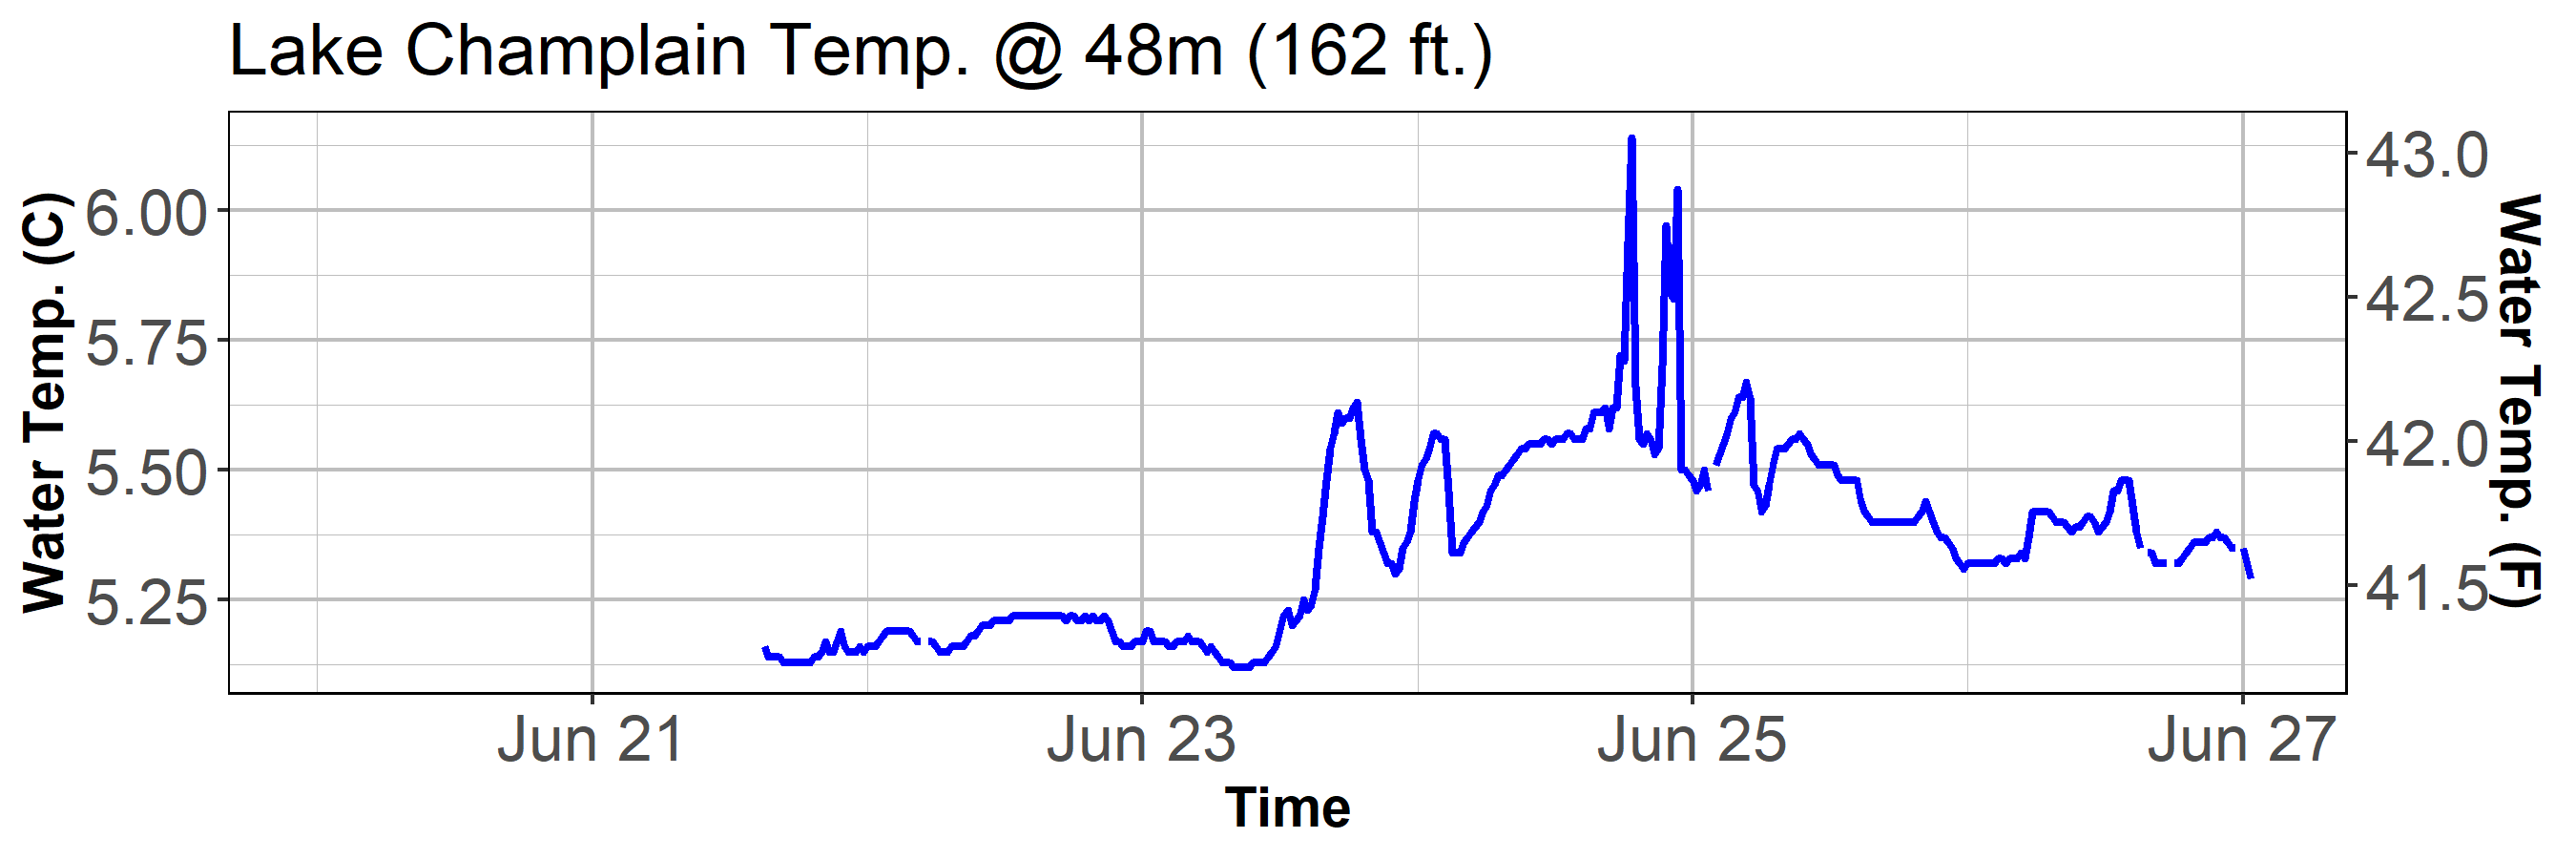 Lake Champlain Temp. @ 48m (162 ft.)
Water Temp. (C)
6.00
5.75
5.50
5.25
43.0
42.5
42.0
41.5
Water Temp. (F)
Jun 21 Jun 23 Jun 25 Jun 27
Time